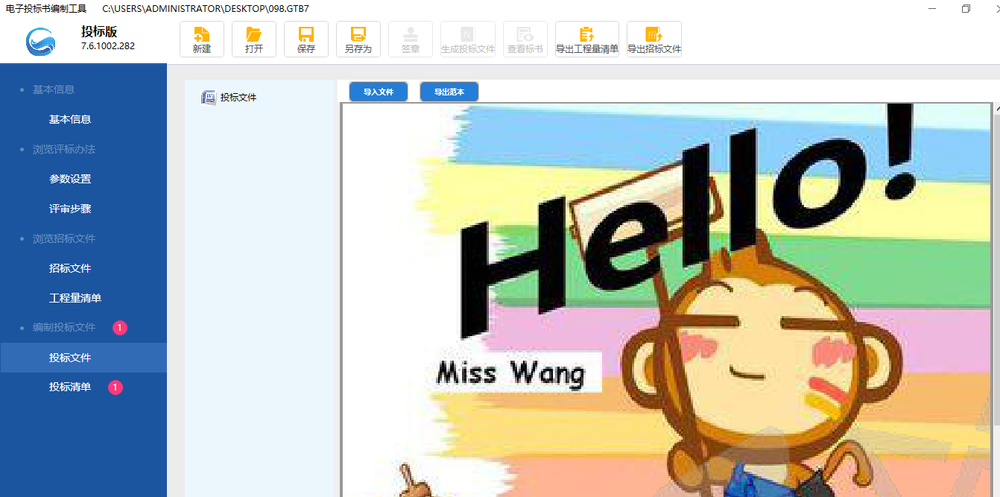 电子投标书编制工具 C:\USERS\ADMINISTRATOR\DESKTOP\098.GTB7
投标版
7.6.1002.282
新建 打开 保存 另存为 签章 生成投标文件 查看标书 导出工程量清单 导出招标文件
基本信息
基本信息
浏览评标办法
参数设置
评审步骤
浏览招标文件
招标文件
工程量清单
编制投标文件 1
投标文件
投标清单 1
投标文件
导入文件 导出范本
Hello!
Miss Wang